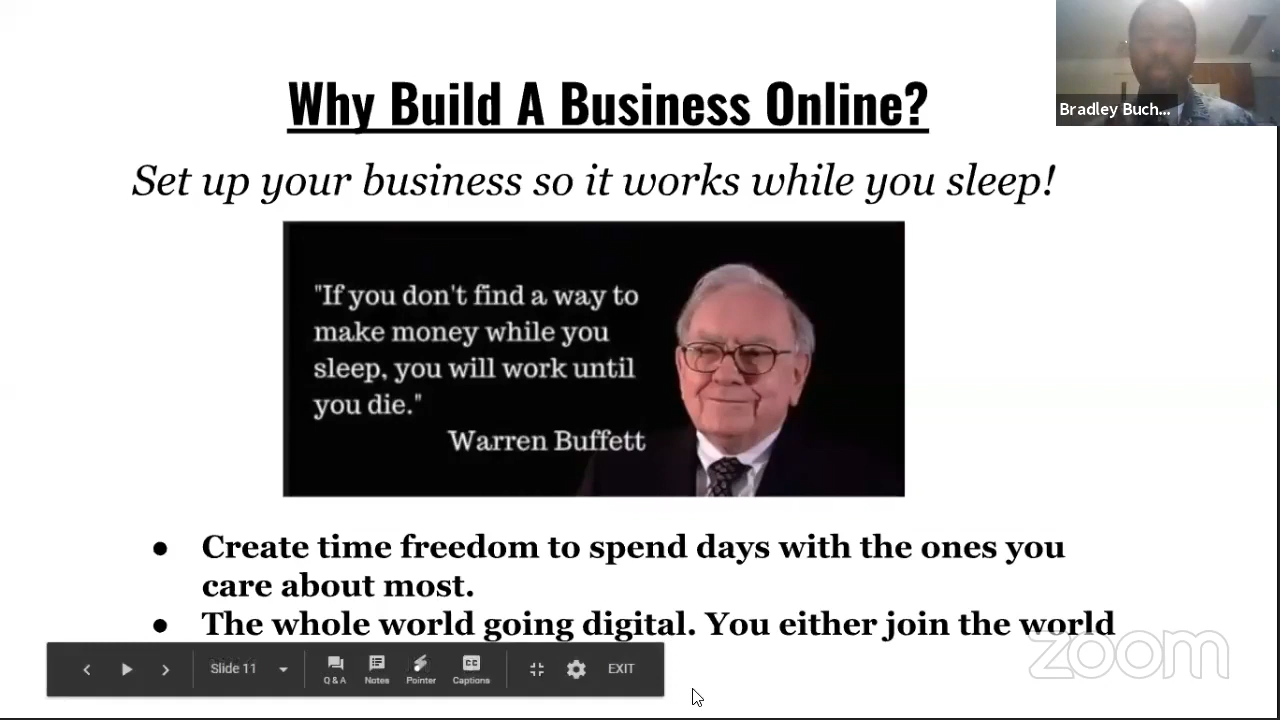 Why Build A Business Online?
Bradley Buch...
Set up your business so it works while you sleep!
"If you don't find a way to
make money while you
sleep, you will work until
you die."
Warren Buffett
● Create time freedom to spend days with the ones you
care about most.
● The whole world going digital. You either join the world
zoom
Slide 11
Q & A
Notes
Pointer
CC
Captions
EXIT